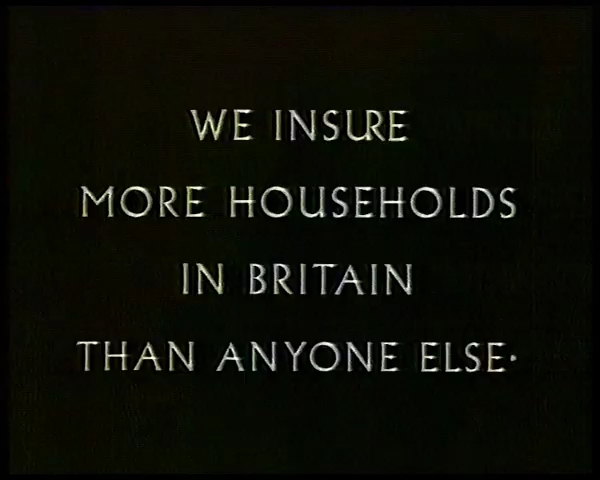 WE INSURE
MORE HOUSEHOLDS
IN BRITAIN
THAN ANYONE ELSE·